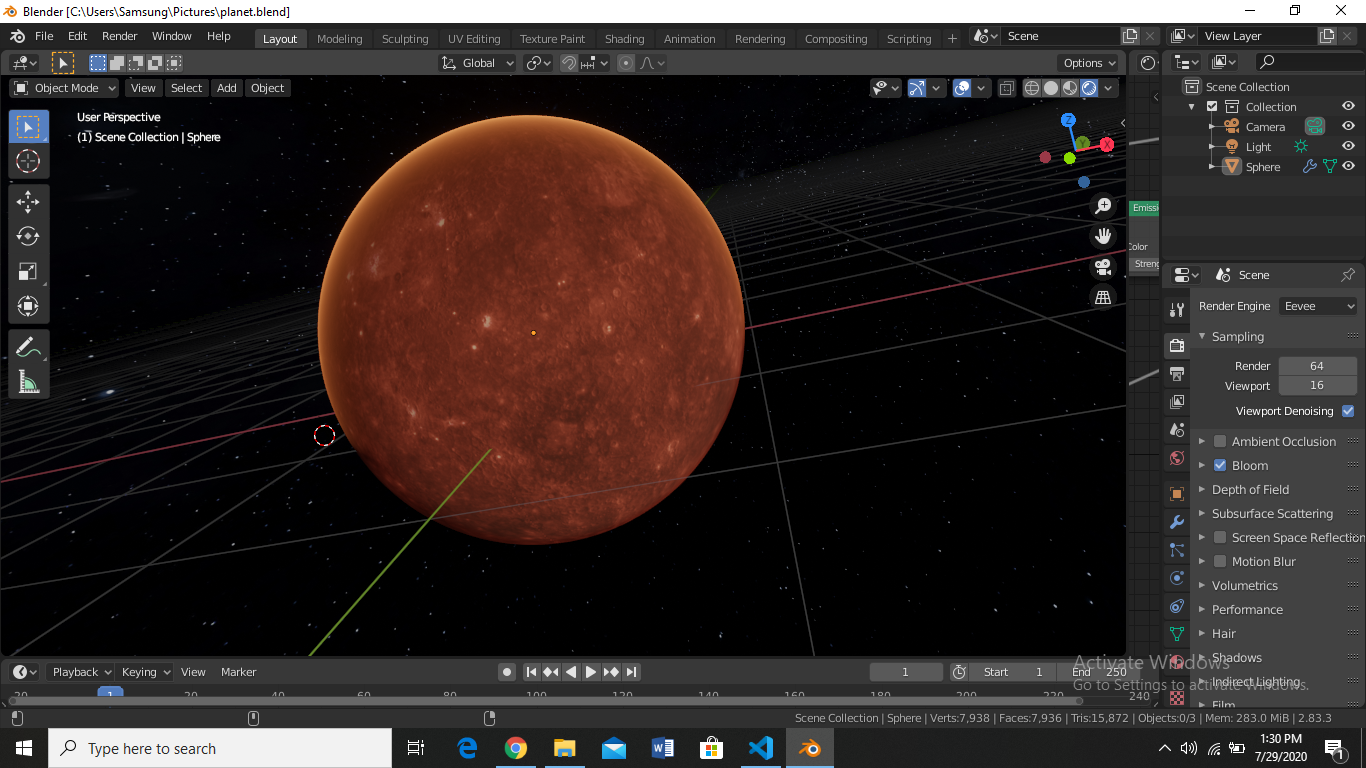 Blender [C:\Users\Samsung\Pictures\planet.blend]
File Edit Render Window Help Layout Modeling Sculpting UV Editing Texture Paint Shading Animation Rendering Compositing Scripting + Scene View Layer
Global Options
Object Mode View Select Add Object
User Perspective
(1) Scene Collection | Sphere
Z
Y
X
Scene Collection
Collection
Camera
Light
Sphere
Color
Scene
Render Engine Eevee
Sampling
Render 64
Viewport 16
Viewport Denoising
Ambient Occlusion
Bloom
Depth of Field
Subsurface Scattering
Screen Space Reflection
Motion Blur
Volumetrics
Performance
Hair
Shadows
Indirect Lighting
Film
Playback Keying View Marker 1 Start 1 End 250
20 1 20 40 60 80 100 120 140 160 180 200 220 240
Activate Windows
Go to Settings to activate Windows.
Scene Collection | Sphere | Verts:7,938 | Faces:7,936 | Tris:15,872 | Objects:0/3 | Mem: 283.0 MiB | 2.83.3
Type here to search
1:30 PM
7/29/2020
1